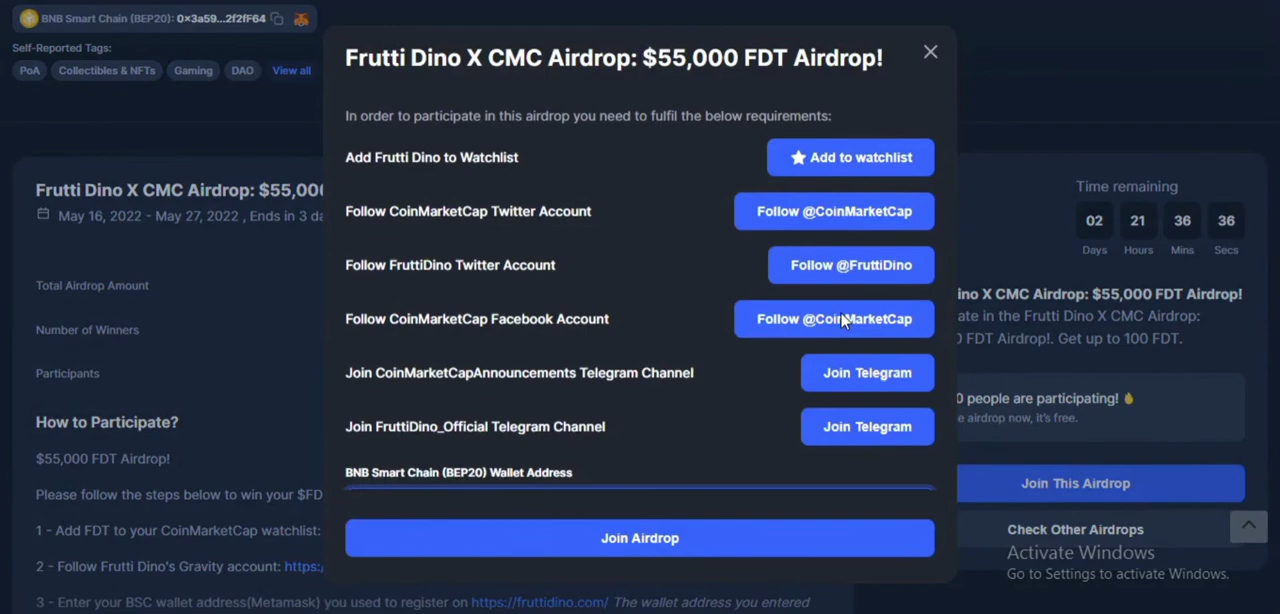 BNB Smart Chain (BEP20): 0x3a59...2f2fF64
Self-Reported Tags:
PoA Collectibles & NFTs Gaming DAO View all
Frutti Dino X CMC Airdrop: $55,000 FDT Airdrop!
In order to participate in this airdrop you need to fulfil the below requirements:
Add Frutti Dino to Watchlist Add to watchlist
Follow CoinMarketCap Twitter Account Follow @CoinMarketCap
Follow FruttiDino Twitter Account Follow @FruttiDino
Follow CoinMarketCap Facebook Account Follow @CoinMarketCap
Join CoinMarketCapAnnouncements Telegram Channel Join Telegram
Join FruttiDino_Official Telegram Channel Join Telegram
BNB Smart Chain (BEP20) Wallet Address
Join Airdrop
Frutti Dino X CMC Airdrop: $55,00
May 16, 2022 - May 27, 2022 , Ends in 3 da
Total Airdrop Amount
Number of Winners
Participants
How to Participate?
$55,000 FDT Airdrop!
Please follow the steps below to win your $FD
1 - Add FDT to your CoinMarketCap watchlist:
2 - Follow Frutti Dino's Gravity account: https:/
3 - Enter your BSC wallet address(Metamask) you used to register on https://fruttidino.com/ The wallet address you entered
Time remaining
02 21 36 36
Days Hours Mins Secs
ino X CMC Airdrop: $55,000 FDT Airdrop!
ate in the Frutti Dino X CMC Airdrop:
0 FDT Airdrop!. Get up to 100 FDT.
0 people are participating!
e airdrop now, it's free.
Join This Airdrop
Check Other Airdrops
Activate Windows
Go to Settings to activate Windows.